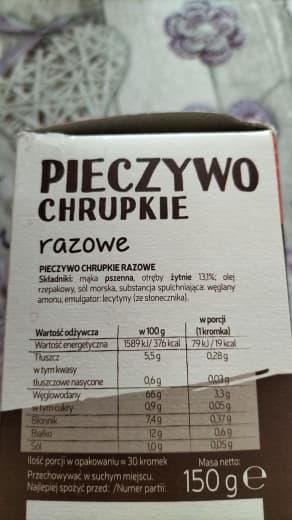 PIECZYWO
CHRUPKIE
razowe
PIECZYWO CHRUPKIE RAZOWE
Składniki: mąka pszenna, otręby żytnie 13,1%; olej
rzepakowy, sól morska, substancja spulchniająca: węglany
amonu, emulgator: lecytyny (ze słonecznika).
Wartość odżywcza w 100 g w porcji (1 kromka)
Wartość energetyczna 1589 kJ/ 376 kcal 79 kJ / 19 kcal
Tłuszcz 5,5 g 0,28 g
w tym kwasy
tłuszczowe nasycone 0,6 g 0,03 g
Węglowodany 66 g 3,3 g
w tym cukry 0,9 g 0,05 g
Błonnik 7,4 g 0,37 g
Białko 12 g 0,6 g
Sól 1,0 g 0,05 g
Ilość porcji w opakowaniu = 30 kromek
Przechowywać w suchym miejscu.
Najlepiej spożyć przed: /Numer partii:
Masa netto:
150 g e